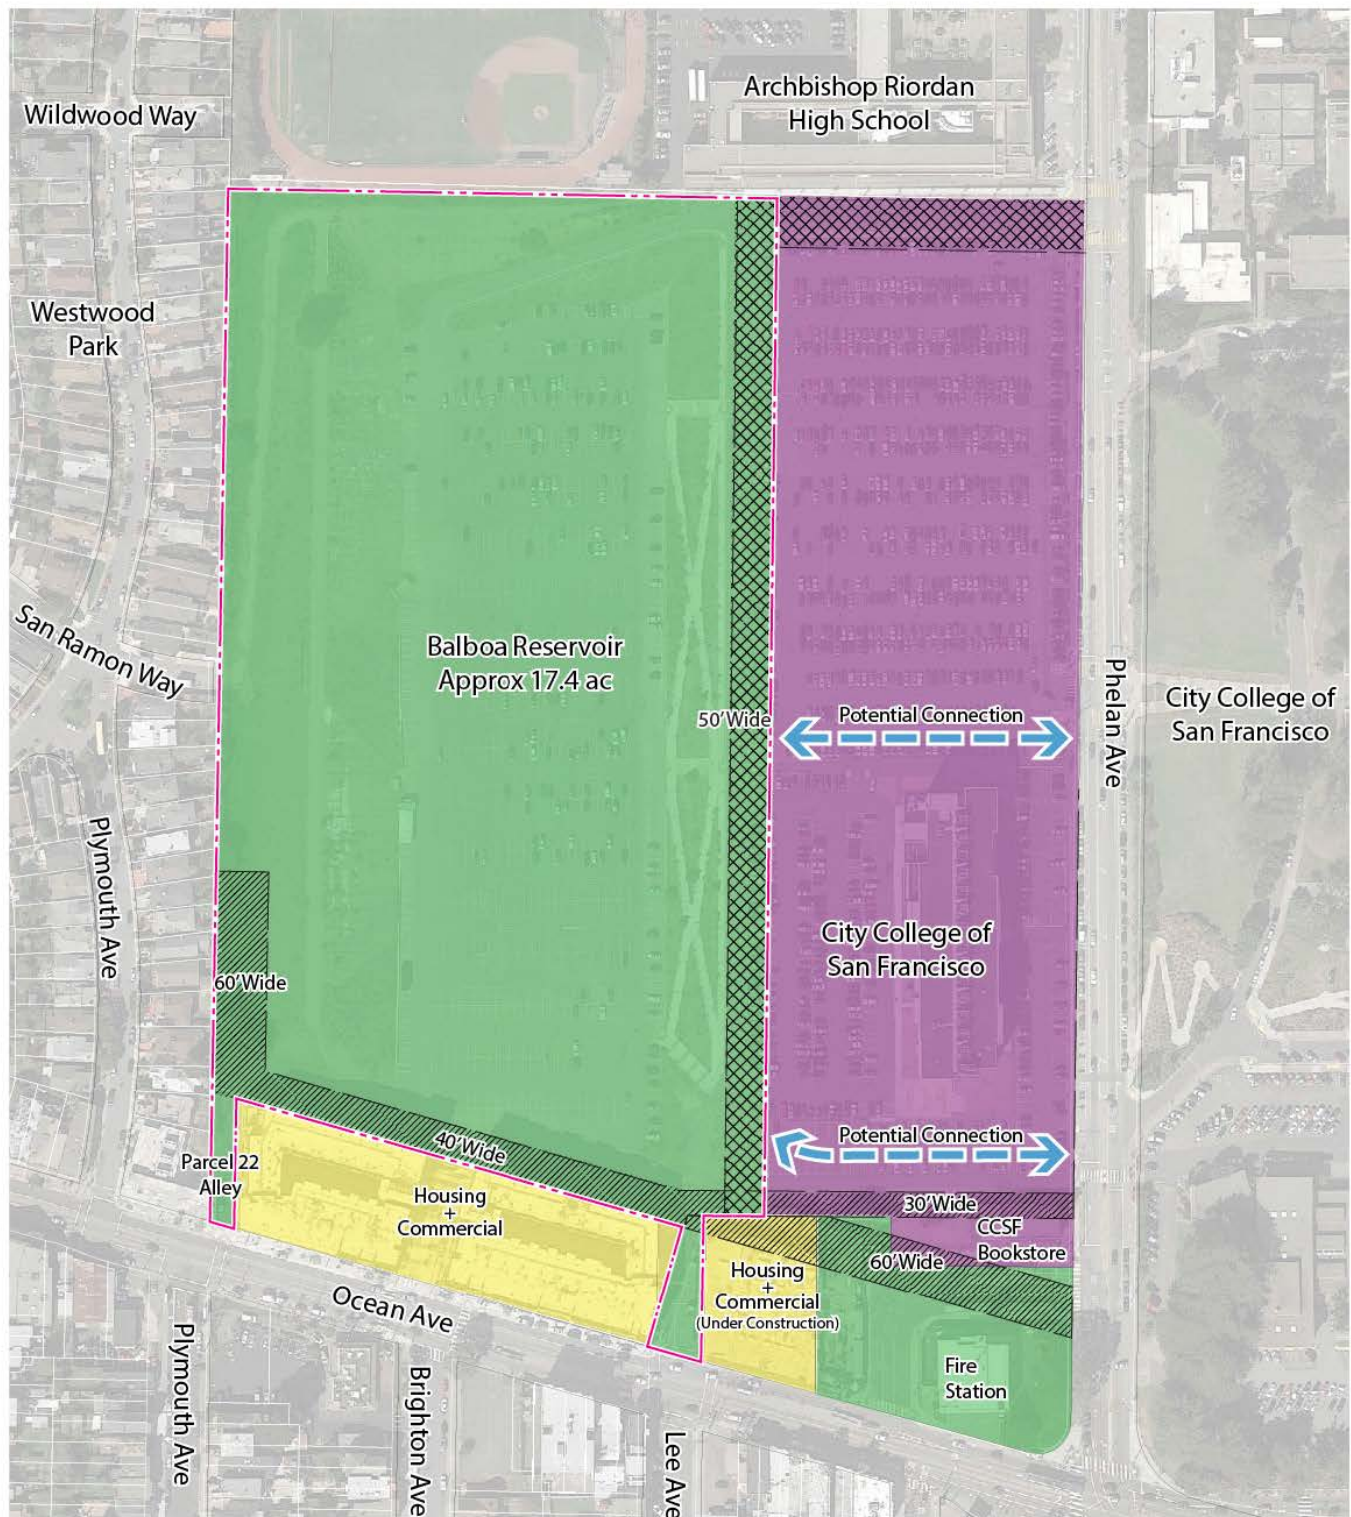 Archbishop Riordan
High School
Wildwood Way
Westwood
Park
San Ramon Way
Balboa Reservoir
Approx 17.4 ac
50'Wide
Potential Connection
Phelan Ave
City College of
San Francisco
Plymouth Ave
City College of
San Francisco
60'Wide
40'Wide
Potential Connection
Parcel 22
Alley
Housing
+
Commercial
30'Wide
CCSF
Bookstore
60'Wide
Housing
+
Commercial
(Under Construction)
Ocean Ave
Fire
Station
Plymouth Ave
Brighton Ave
Lee Ave